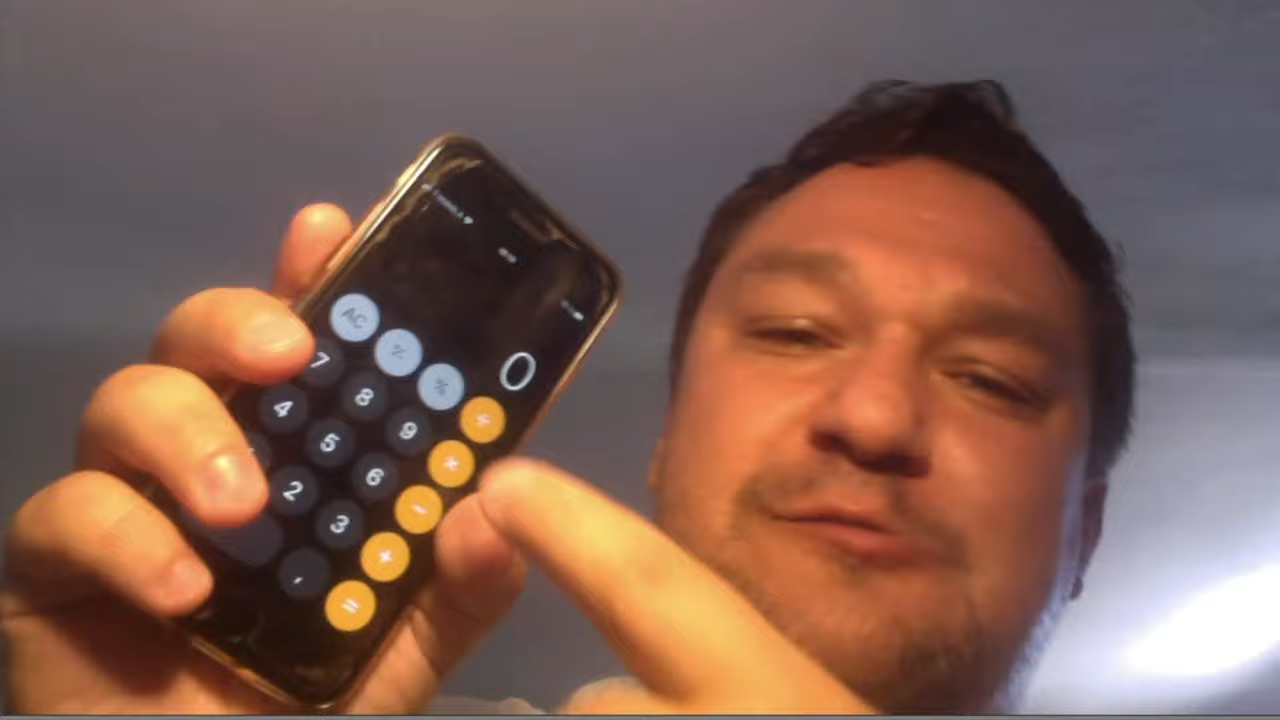 0
AC ⁺∕₋ % ÷
7 8 9 ×
4 5 6 −
2 3 +
, =